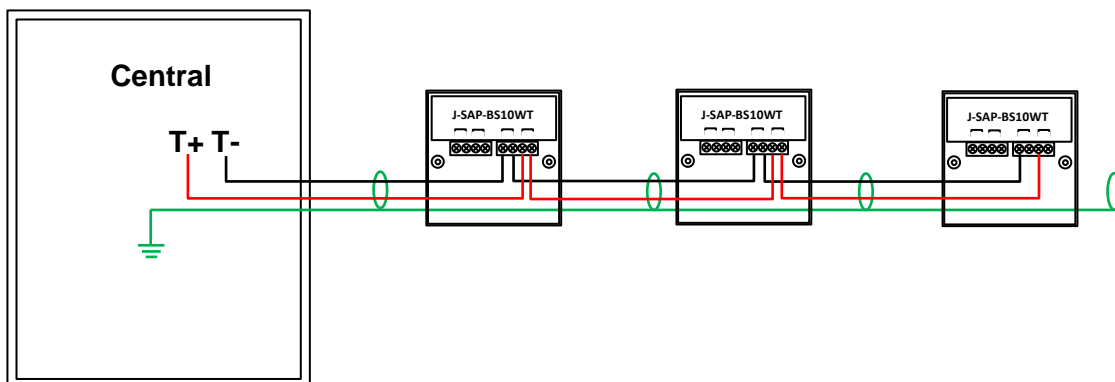 Central
T+ T-
J-SAP-BS10WT
J-SAP-BS10WT
J-SAP-BS10WT